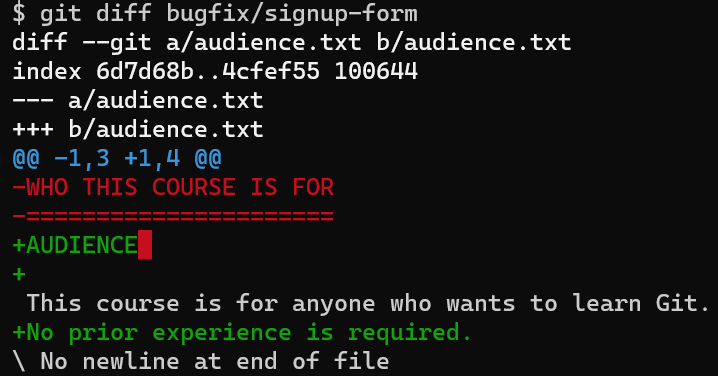 $ git diff bugfix/signup-form
diff --git a/audience.txt b/audience.txt
index 6d7d68b..4cfef55 100644
--- a/audience.txt
+++ b/audience.txt
@@ -1,3 +1,4 @@
-WHO THIS COURSE IS FOR
-======================
+AUDIENCE
+
 This course is for anyone who wants to learn Git.
+No prior experience is required.
\ No newline at end of file